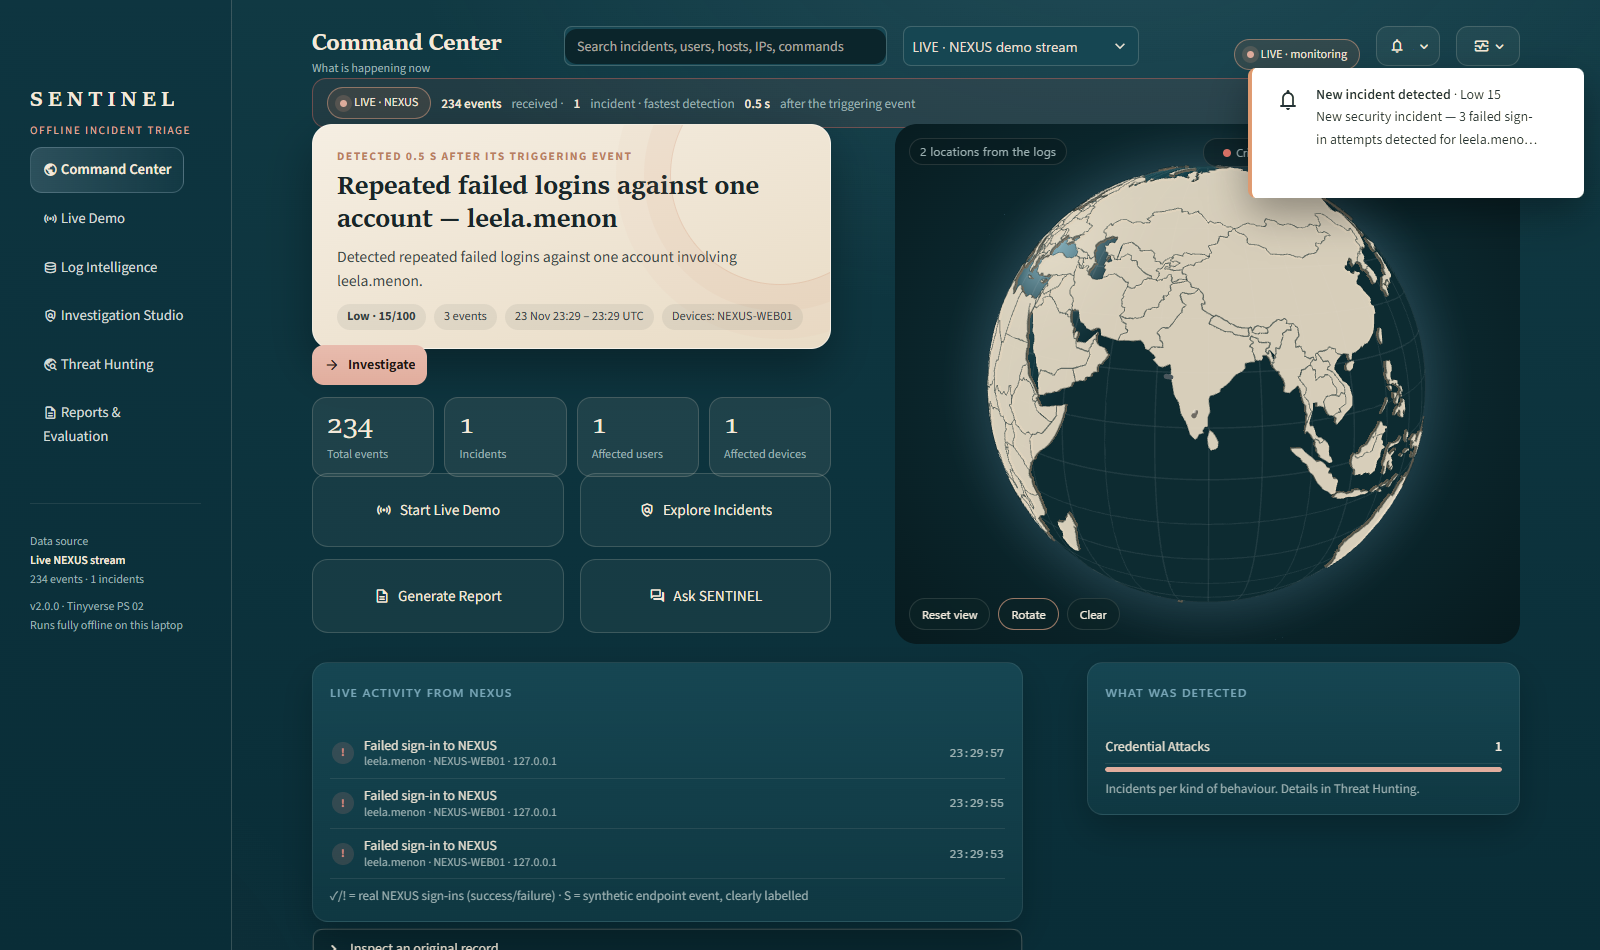 SENTINEL
OFFLINE INCIDENT TRIAGE
Command Center
Live Demo
Log Intelligence
Investigation Studio
Threat Hunting
Reports &
Evaluation
Data source
Live NEXUS stream
234 events · 1 incidents
v2.0.0 · Tinyverse PS 02
Runs fully offline on this laptop
Command Center
What is happening now
Search incidents, users, hosts, IPs, commands
LIVE · NEXUS demo stream
LIVE · monitoring
LIVE · NEXUS
234 events received · 1 incident · fastest detection 0.5 s after the triggering event
New incident detected · Low 15
New security incident — 3 failed sign-
in attempts detected for leela.meno…
DETECTED 0.5 S AFTER ITS TRIGGERING EVENT
Repeated failed logins against one
account — leela.menon
Detected repeated failed logins against one account involving
leela.menon.
Low · 15/100
3 events
23 Nov 23:29 – 23:29 UTC
Devices: NEXUS-WEB01
Investigate
234
Total events
1
Incidents
1
Affected users
1
Affected devices
Start Live Demo
Explore Incidents
Generate Report
Ask SENTINEL
2 locations from the logs
Reset view
Rotate
Clear
LIVE ACTIVITY FROM NEXUS
! Failed sign-in to NEXUS 23:29:57
leela.menon · NEXUS-WEB01 · 127.0.0.1
! Failed sign-in to NEXUS 23:29:55
leela.menon · NEXUS-WEB01 · 127.0.0.1
! Failed sign-in to NEXUS 23:29:53
leela.menon · NEXUS-WEB01 · 127.0.0.1
✓/! = real NEXUS sign-ins (success/failure) · S = synthetic endpoint event, clearly labelled
Inspect an original record
WHAT WAS DETECTED
Credential Attacks 1
Incidents per kind of behaviour. Details in Threat Hunting.